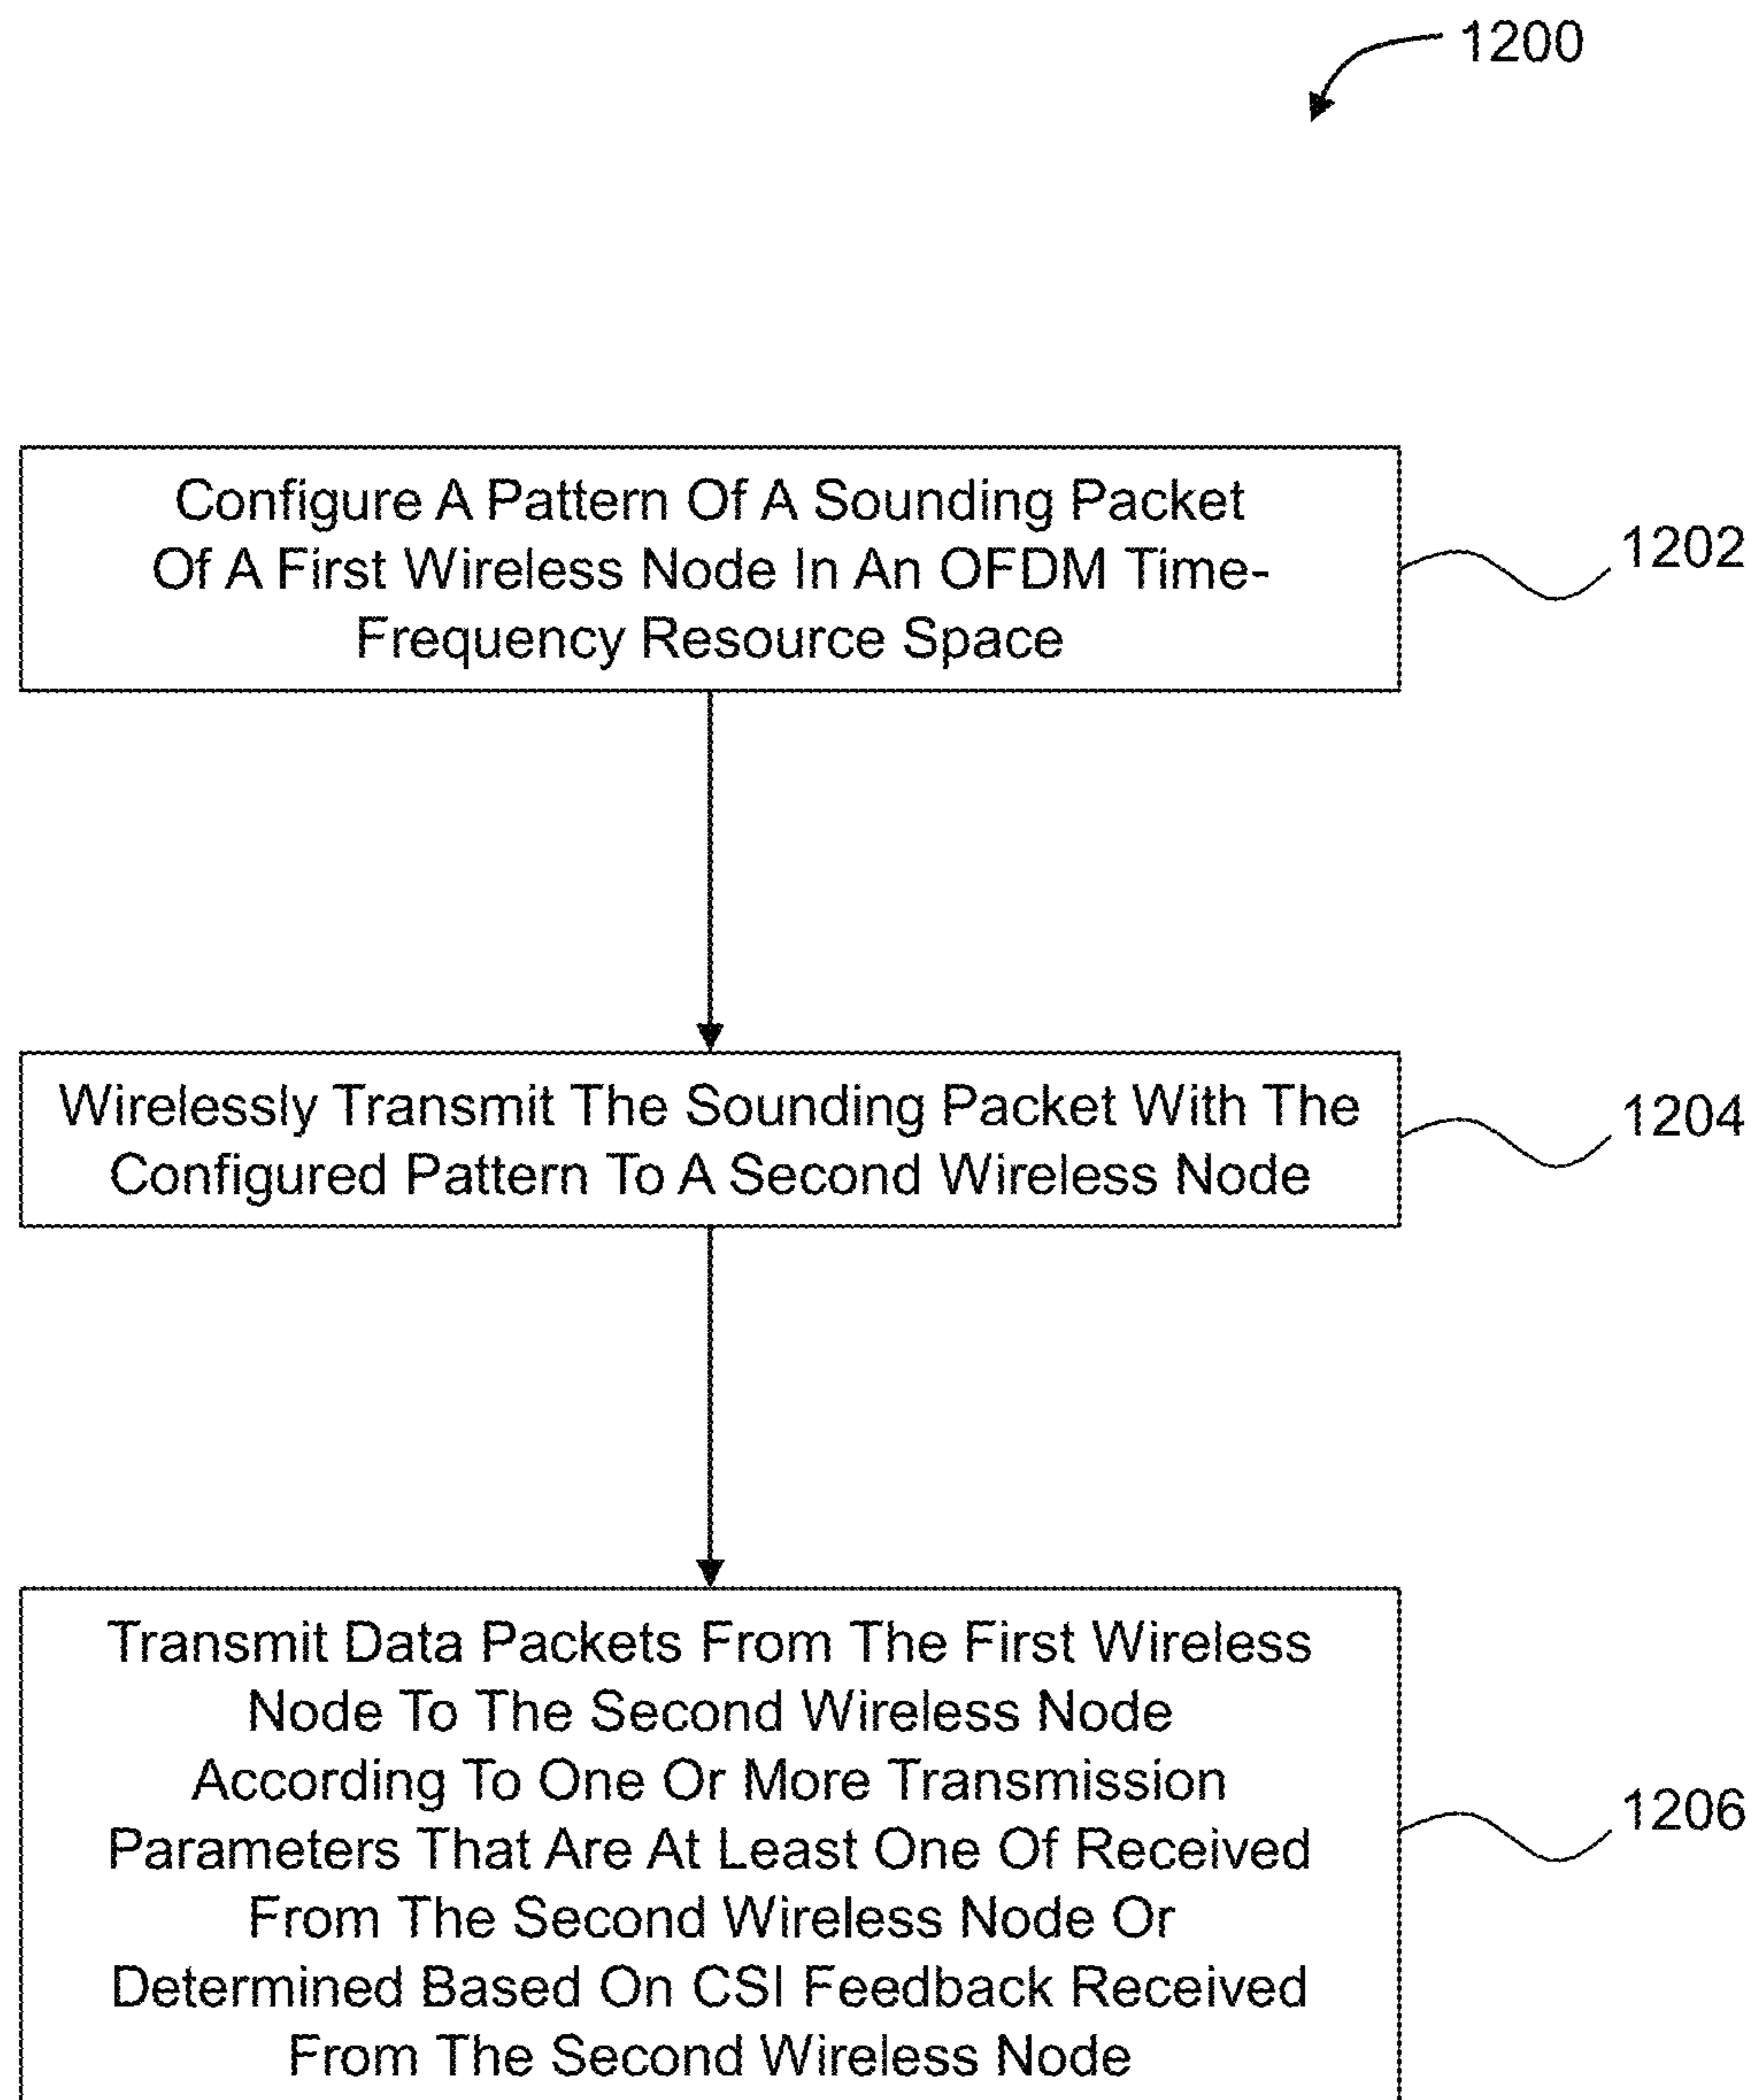 1200
Configure A Pattern Of A Sounding Packet
Of A First Wireless Node In An OFDM Time-
Frequency Resource Space
1202
Wirelessly Transmit The Sounding Packet With The
Configured Pattern To A Second Wireless Node
1204
Transmit Data Packets From The First Wireless
Node To The Second Wireless Node
According To One Or More Transmission
Parameters That Are At Least One Of Received
From The Second Wireless Node Or
Determined Based On CSI Feedback Received
From The Second Wireless Node
1206